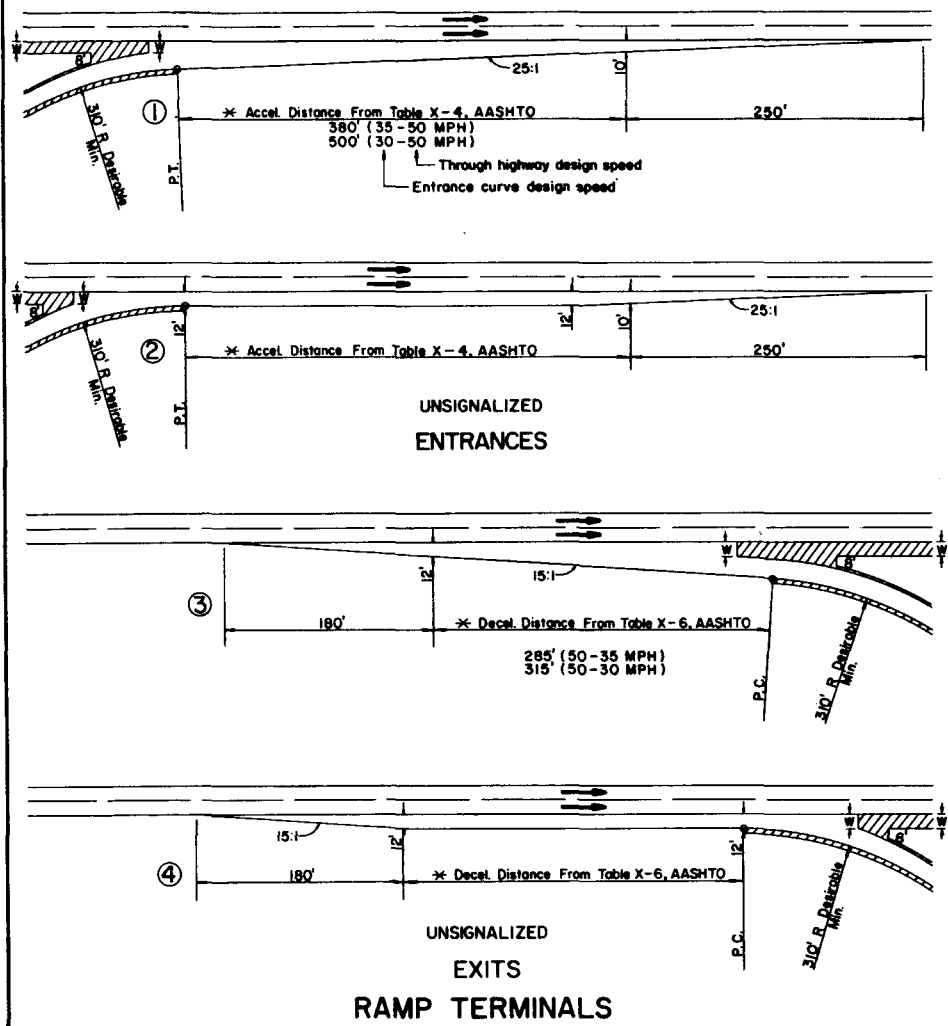 W
W
8'
25:1
10'
①
310' R Desirable
Min.
P.T.
* Accel. Distance From Table X-4, AASHTO
250'
380' (35-50 MPH)
500' (30-50 MPH)
Through highway design speed
Entrance curve design speed
W
W
8'
12'
12'
10'
25:1
②
310' R Desirable
Min.
P.T.
* Accel. Distance From Table X-4, AASHTO
250'
UNSIGNALIZED
ENTRANCES
W
W
8'
12'
15:1
③
180'
* Decel. Distance From Table X-6, AASHTO
285' (50-35 MPH)
315' (50-30 MPH)
P.C.
310' R Desirable
Min.
W
W
8'
15:1
12'
12'
④
180'
* Decel. Distance From Table X-6, AASHTO
P.C.
310' R Desirable
Min.
UNSIGNALIZED
EXITS
RAMP TERMINALS